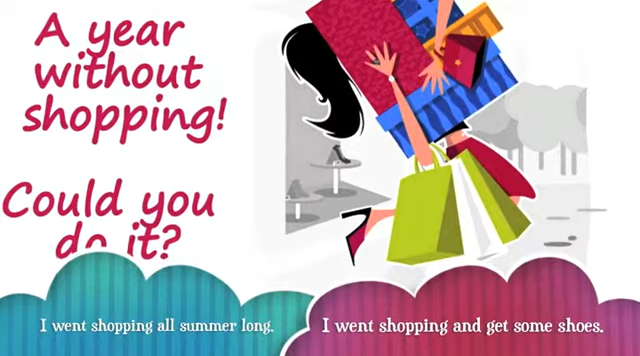 A year
without
shopping!
Could you
do it?
I went shopping all summer long.
I went shopping and get some shoes.